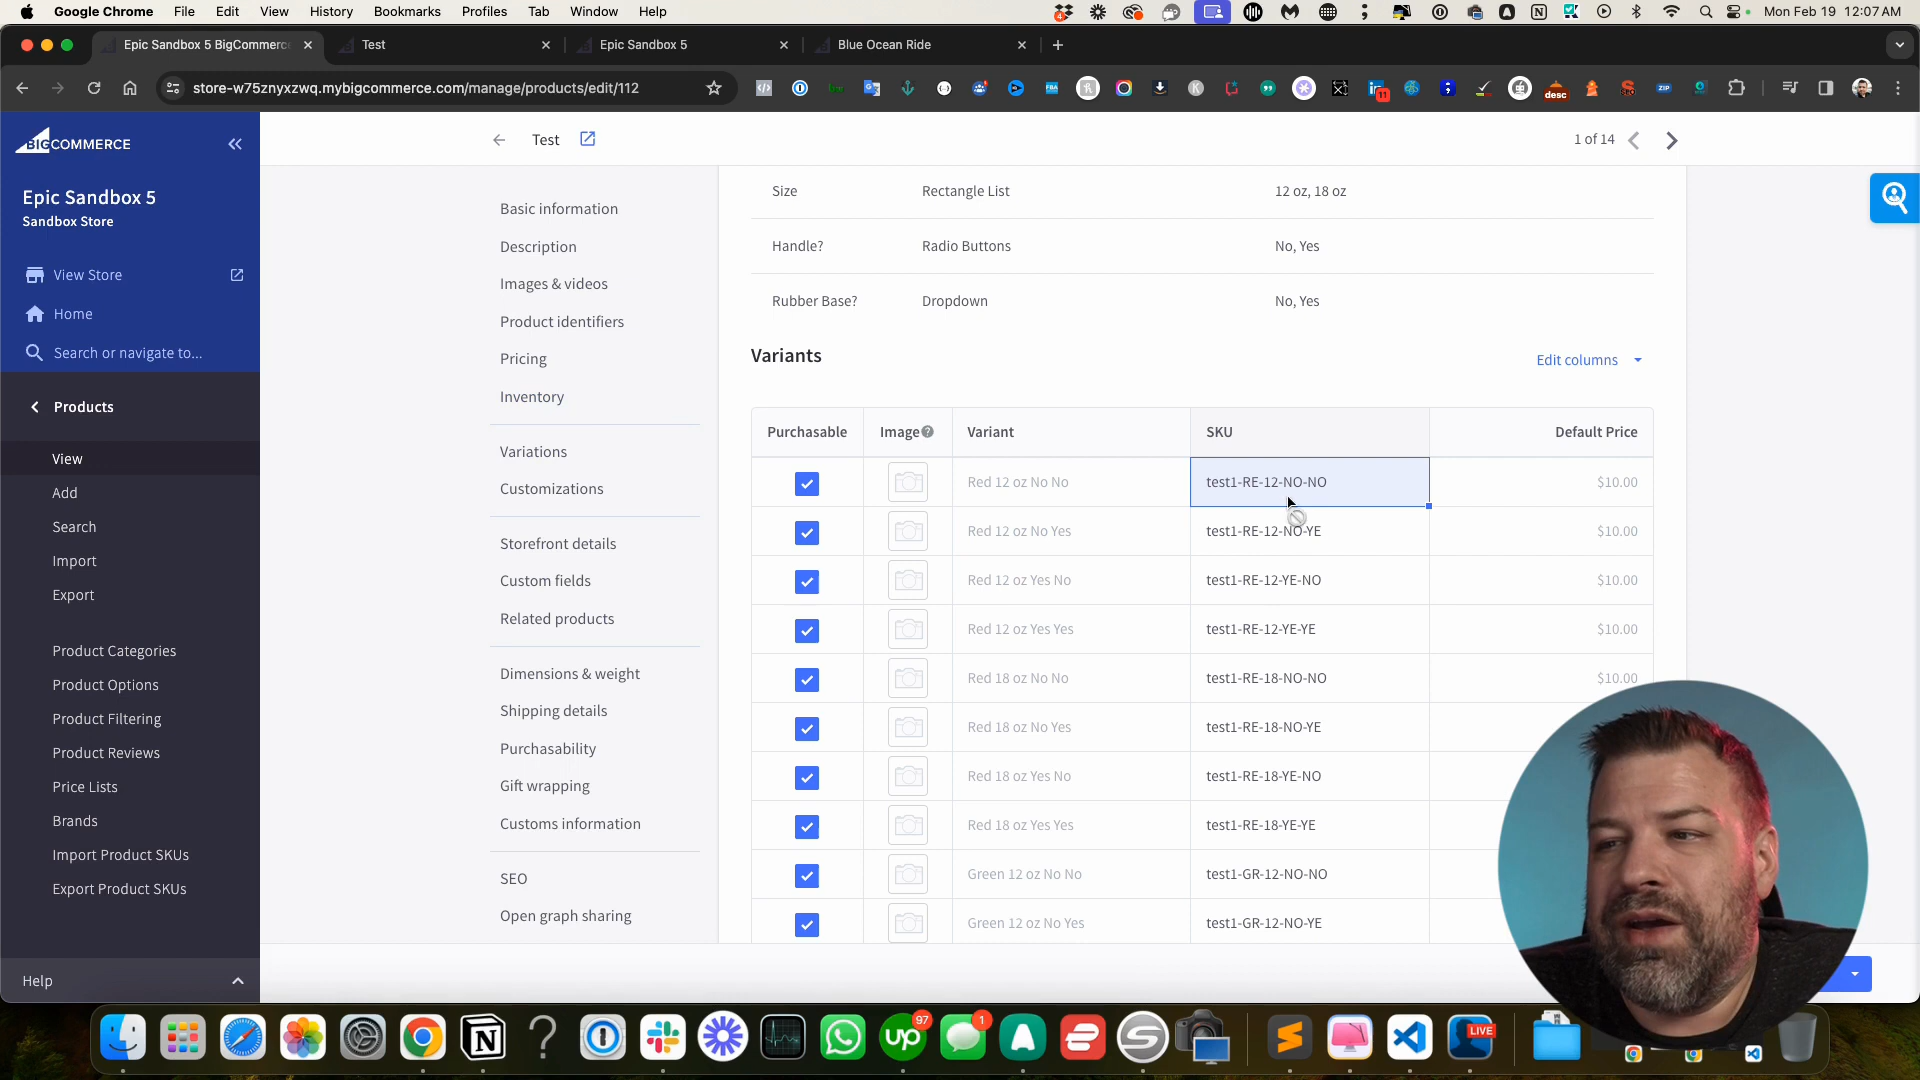 Google Chrome File Edit View History Bookmarks Profiles Tab Window Help Mon Feb 19 12:07 AM
Epic Sandbox 5 BigCommerc Test Epic Sandbox 5 Blue Ocean Ride
store-w75znyxzwq.mybigcommerce.com/manage/products/edit/112
BIGCOMMERCE
Epic Sandbox 5
Sandbox Store
View Store
Home
Search or navigate to...
Products
View
Add
Search
Import
Export
Product Categories
Product Options
Product Filtering
Product Reviews
Price Lists
Brands
Import Product SKUs
Export Product SKUs
Help
Test
1 of 14
Basic information
Description
Images & videos
Product identifiers
Pricing
Inventory
Variations
Customizations
Storefront details
Custom fields
Related products
Dimensions & weight
Shipping details
Purchasability
Gift wrapping
Customs information
SEO
Open graph sharing
Size Rectangle List 12 oz, 18 oz
Handle? Radio Buttons No, Yes
Rubber Base? Dropdown No, Yes
Variants
Edit columns
Purchasable Image Variant SKU Default Price
Red 12 oz No No test1-RE-12-NO-NO $10.00
Red 12 oz No Yes test1-RE-12-NO-YE $10.00
Red 12 oz Yes No test1-RE-12-YE-NO $10.00
Red 12 oz Yes Yes test1-RE-12-YE-YE $10.00
Red 18 oz No No test1-RE-18-NO-NO $10.00
Red 18 oz No Yes test1-RE-18-NO-YE
Red 18 oz Yes No test1-RE-18-YE-NO
Red 18 oz Yes Yes test1-RE-18-YE-YE
Green 12 oz No No test1-GR-12-NO-NO
Green 12 oz No Yes test1-GR-12-NO-YE
FBA
desc
ZIP
11
97
1
up
LIVE